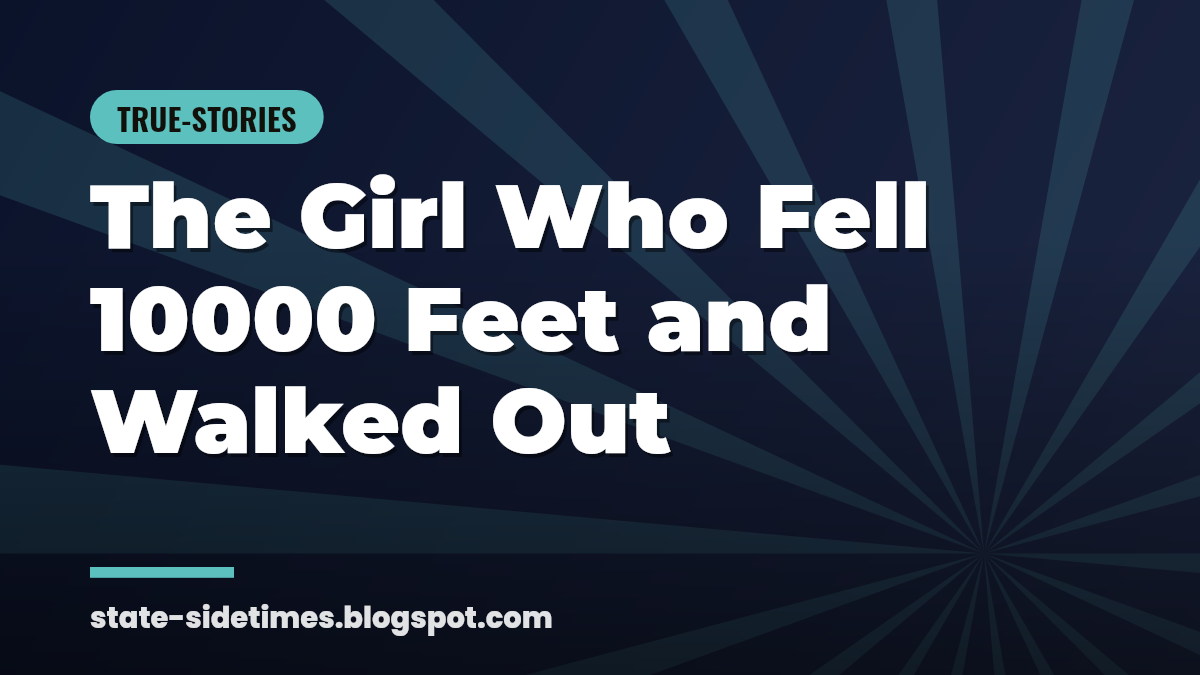 TRUE-STORIES
The Girl Who Fell
10000 Feet and
Walked Out
state-sidetimes.blogspot.com